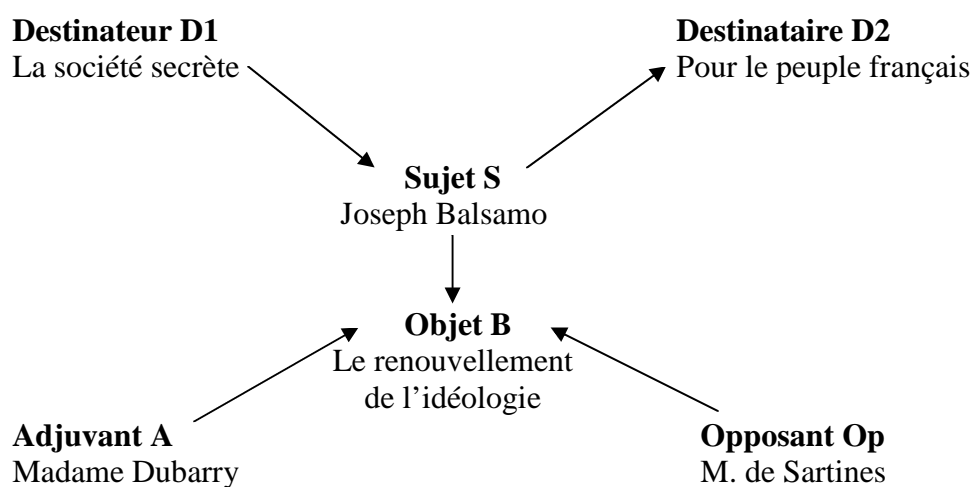 Destinateur D1
La société secrète
Destinataire D2
Pour le peuple français
Sujet S
Joseph Balsamo
Objet B
Le renouvellement
de l’idéologie
Adjuvant A
Madame Dubarry
Opposant Op
M. de Sartines